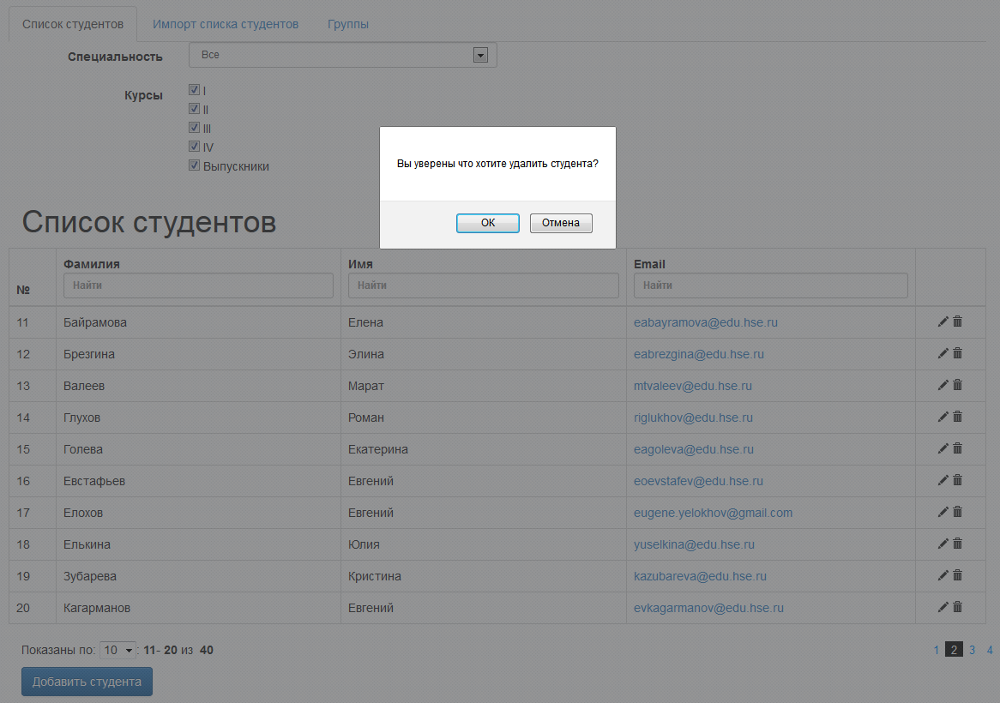 Список студентов Импорт списка студентов Группы
Специальность Все
Курсы
I
II
III
IV
Выпускники
Вы уверены что хотите удалить студента?
ОК Отмена
Список студентов
№ Фамилия Имя Email
Найти Найти Найти
11 Байрамова Елена eabayramova@edu.hse.ru
12 Брезгина Элина eabrezgina@edu.hse.ru
13 Валеев Марат mtvaleev@edu.hse.ru
14 Глухов Роман riglukhov@edu.hse.ru
15 Голева Екатерина eagoleva@edu.hse.ru
16 Евстафьев Евгений eoevstafev@edu.hse.ru
17 Елохов Евгений eugene.yelokhov@gmail.com
18 Елькина Юлия yuselkina@edu.hse.ru
19 Зубарева Кристина kazubareva@edu.hse.ru
20 Кагарманов Евгений evkagarmanov@edu.hse.ru
Показаны по: 10 : 11- 20 из 40 1 2 3 4
Добавить студента